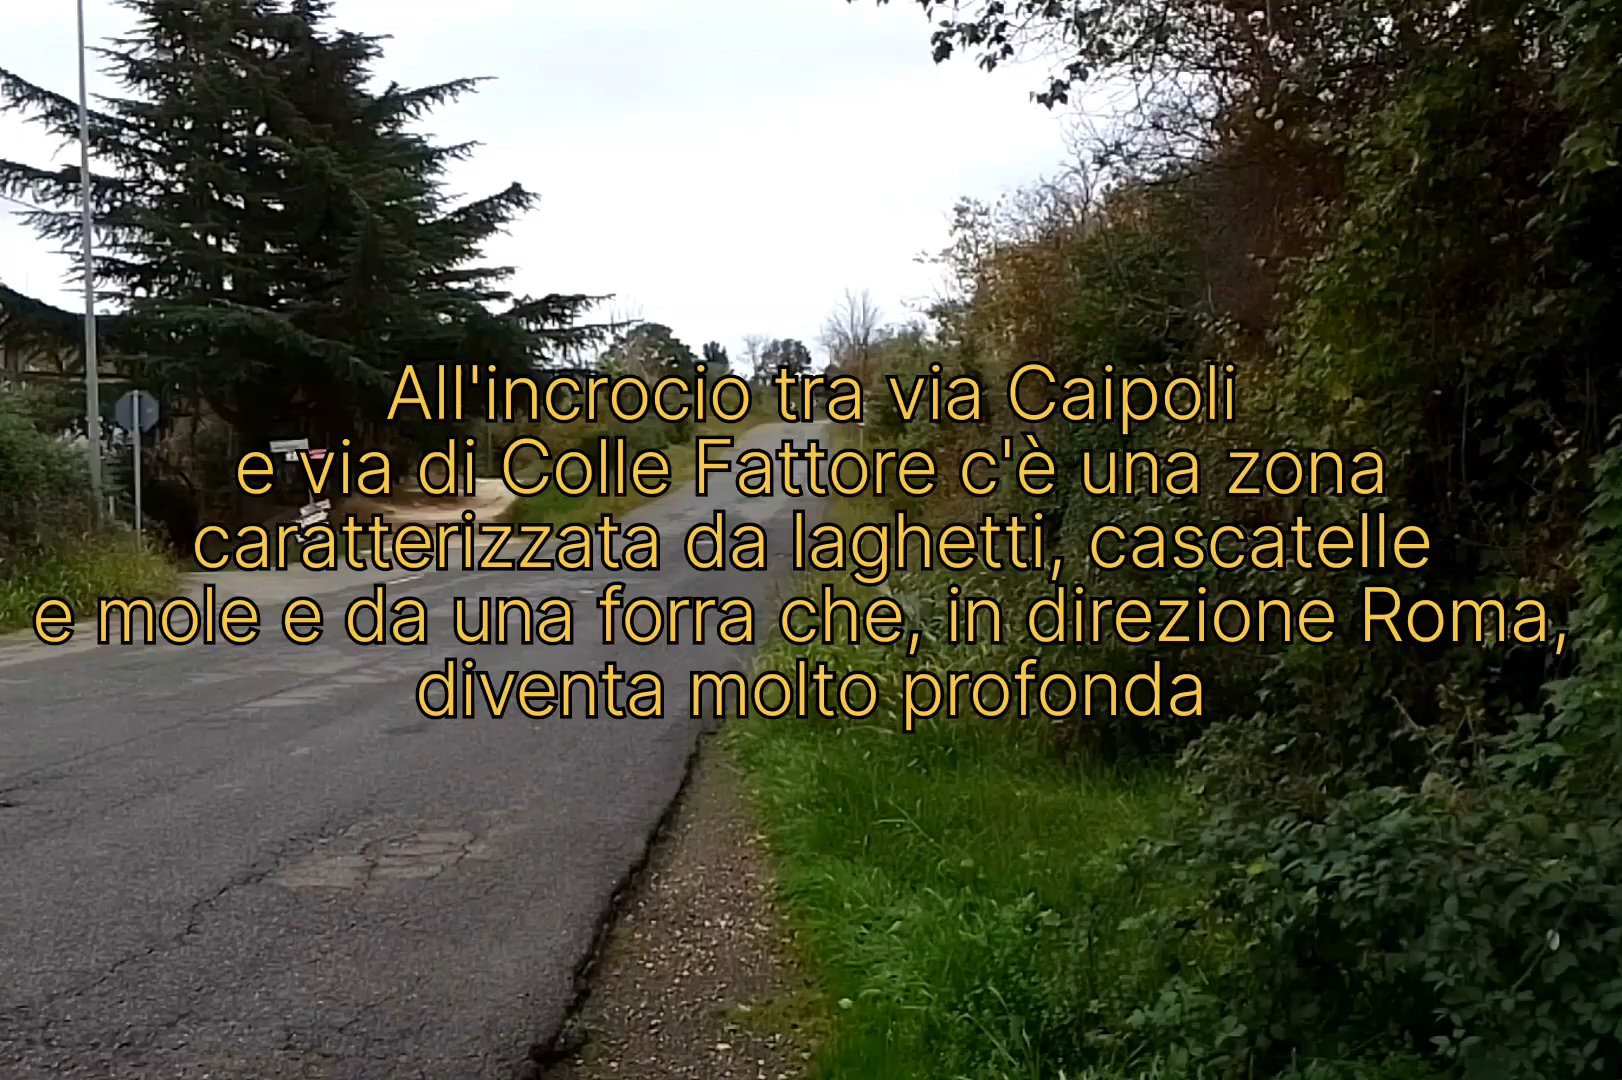 All'incrocio tra via Caipoli
e via di Colle Fattore c'è una zona
caratterizzata da laghetti, cascatelle
e mole e da una forra che, in direzione Roma,
diventa molto profonda